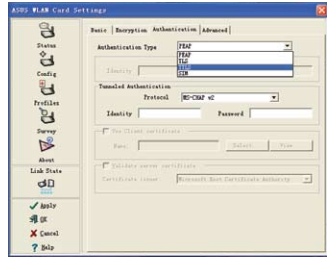 ASUS WLAN Card Settings
Status
Config
Profiles
Survey
About
Link State
Apply
OK
Cancel
Help
Basic Encryption Authentication Advanced
Authentication Type PEAP
PEAP
TLS
TTLS
SIM
Identity
Tunneled Authentication
Protocol MS-CHAP v2
Identity Password
Use Client certificate
Name: Select. View
Validate server certificate
Certificate issuer Microsoft Root Certificate Authority